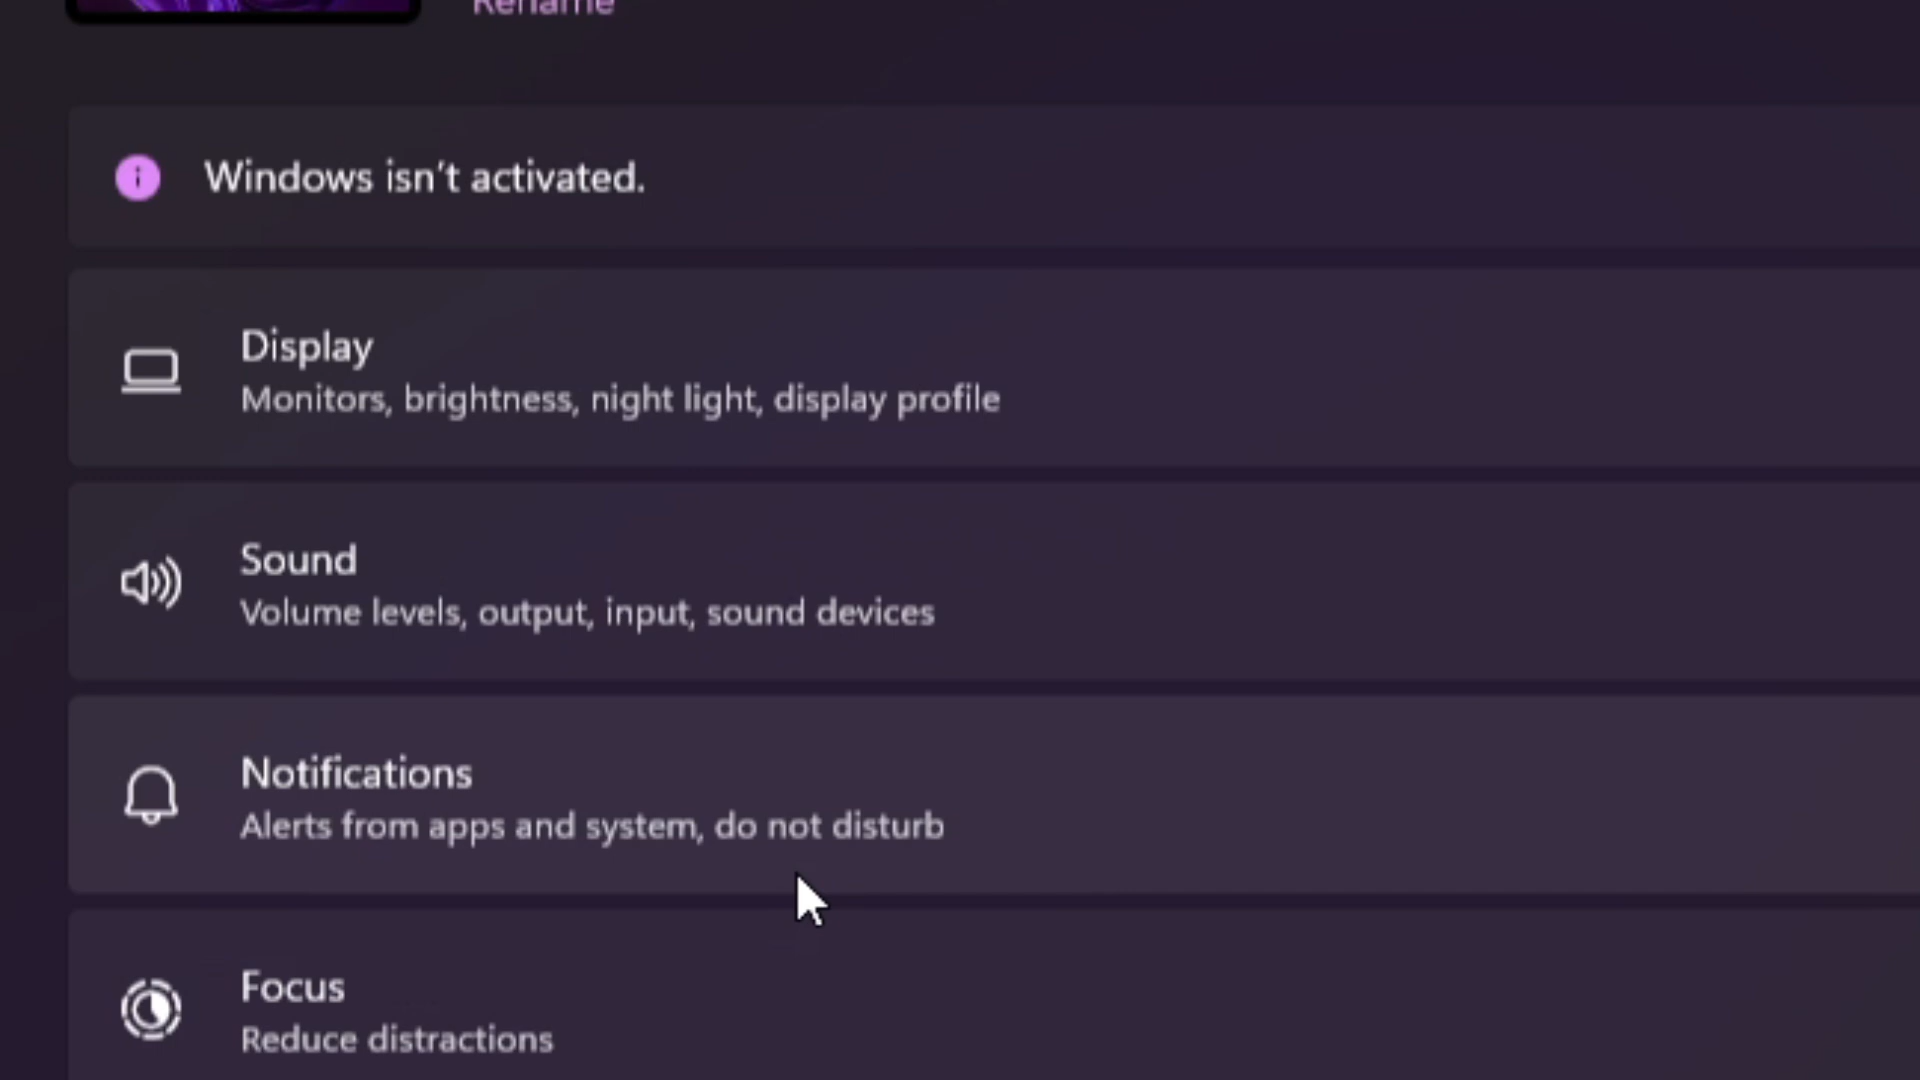 Rename
Windows isn’t activated.
Display
Monitors, brightness, night light, display profile
Sound
Volume levels, output, input, sound devices
Notifications
Alerts from apps and system, do not disturb
Focus
Reduce distractions